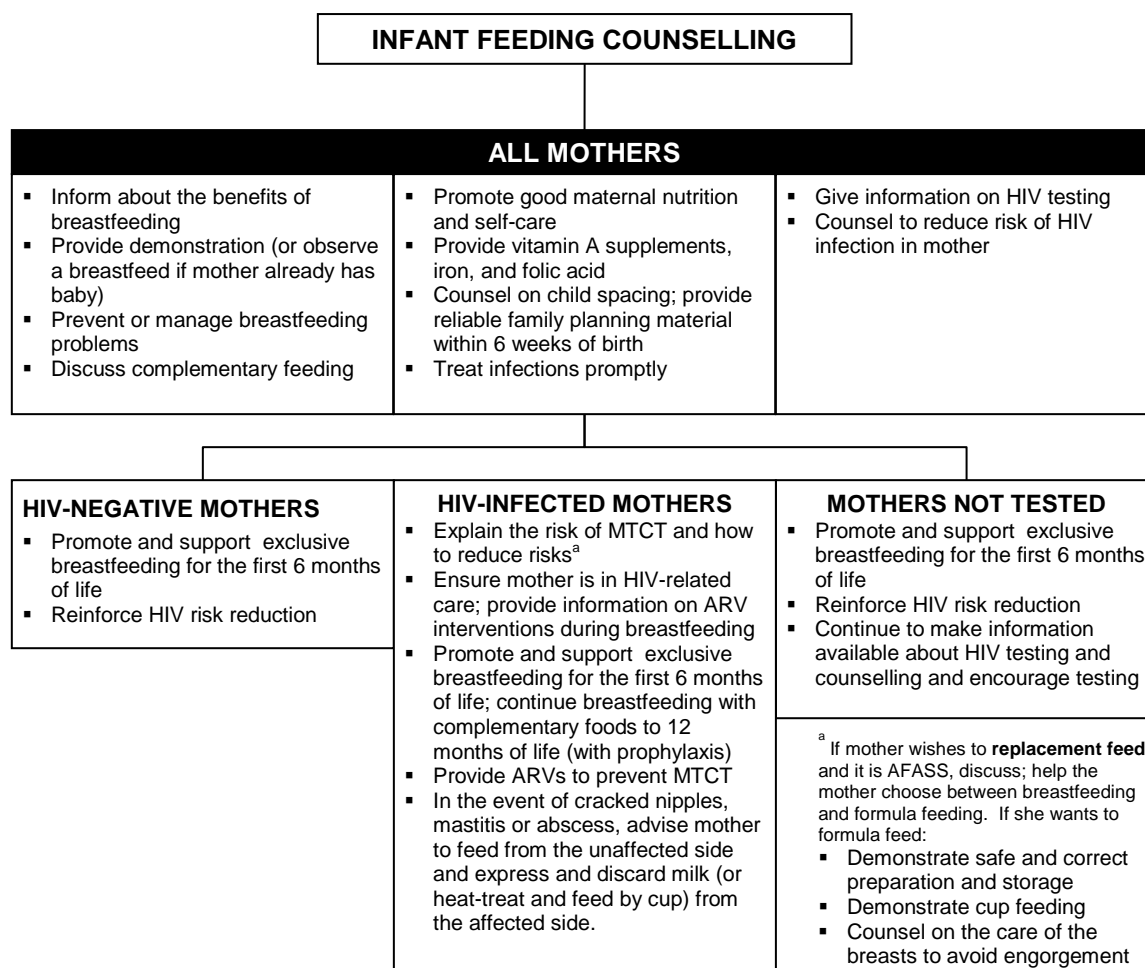 INFANT FEEDING COUNSELLING
ALL MOTHERS
▪ Inform about the benefits of
breastfeeding
▪ Provide demonstration (or observe
a breastfeed if mother already has
baby)
▪ Prevent or manage breastfeeding
problems
▪ Discuss complementary feeding
▪ Promote good maternal nutrition
and self-care
▪ Provide vitamin A supplements,
iron, and folic acid
▪ Counsel on child spacing; provide
reliable family planning material
within 6 weeks of birth
▪ Treat infections promptly
▪ Give information on HIV testing
▪ Counsel to reduce risk of HIV
infection in mother
HIV-NEGATIVE MOTHERS
▪ Promote and support exclusive
breastfeeding for the first 6 months
of life
▪ Reinforce HIV risk reduction
HIV-INFECTED MOTHERS
▪ Explain the risk of MTCT and how
to reduce risks^a
▪ Ensure mother is in HIV-related
care; provide information on ARV
interventions during breastfeeding
▪ Promote and support exclusive
breastfeeding for the first 6 months
of life; continue breastfeeding with
complementary foods to 12
months of life (with prophylaxis)
▪ Provide ARVs to prevent MTCT
▪ In the event of cracked nipples,
mastitis or abscess, advise mother
to feed from the unaffected side
and express and discard milk (or
heat-treat and feed by cup) from
the affected side.
MOTHERS NOT TESTED
▪ Promote and support exclusive
breastfeeding for the first 6 months
of life
▪ Reinforce HIV risk reduction
▪ Continue to make information
available about HIV testing and
counselling and encourage testing
^a If mother wishes to replacement feed
and it is AFASS, discuss; help the
mother choose between breastfeeding
and formula feeding. If she wants to
formula feed:
▪ Demonstrate safe and correct
preparation and storage
▪ Demonstrate cup feeding
▪ Counsel on the care of the
breasts to avoid engorgement